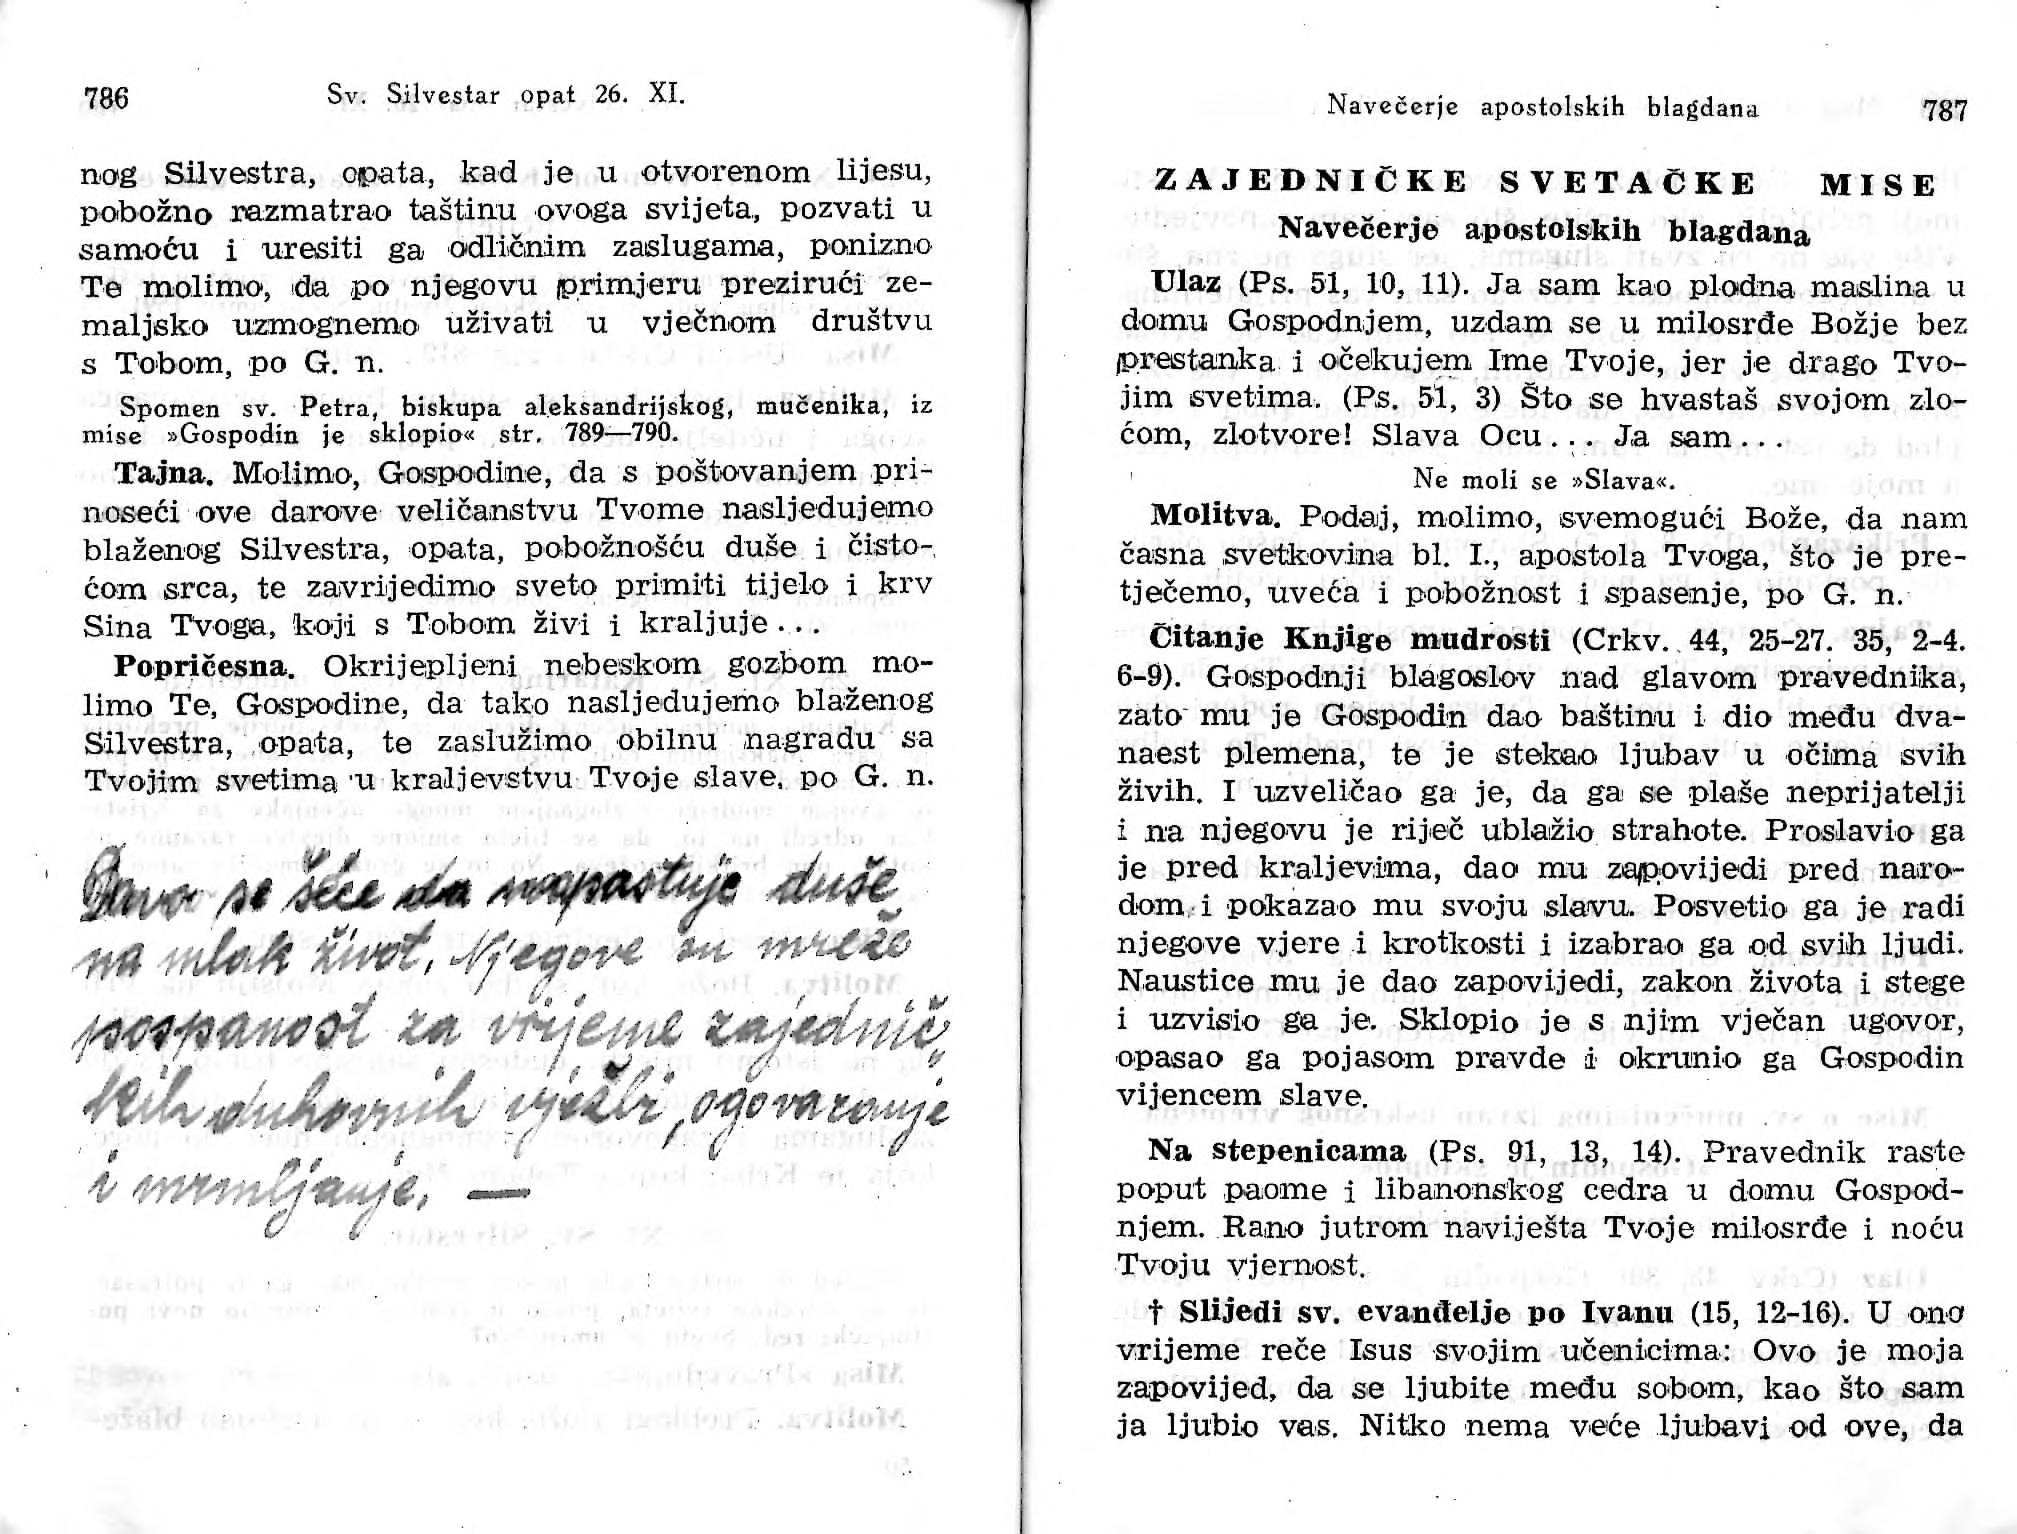 786
Sv. Silvestar opat 26. XI.
nog Silvestra, opata, kad je u otvorenom lijesu,
pobožno razmatrao taštinu ovoga svijeta, pozvati u
samoću i uresiti ga odličnim zaslugama, ponizno
Te molimo, da po njegovu primjeru prezirući ze-
maljsko uzmognemo uživati u vječnom društvu
s Tobom, po G. n.
Spomen sv. Petra, biskupa aleksandrijskog, mučenika, iz
mise »Gospodin je sklopio« str. 789—790.
Tajna. Molimo, Gospodine, da s poštovanjem pri-
noseći ove darove veličanstvu Tvome nasljedujemo
blaženog Silvestra, opata, pobožnošću duše i čisto-
ćom srca, te zavrijedimo sveto primiti tijelo i krv
Sina Tvoga, koji s Tobom živi i kraljuje...
Popričesna. Okrijepljeni nebeskom gozbom mo-
limo Te, Gospodine, da tako nasljedujemo blaženog
Silvestra, opata, te zaslužimo obilnu nagradu sa
Tvojim svetima u kraljevstvu Tvoje slave, po G. n.
Đavao se šeće da napastuje duše
na mlak život. Njegove su mreže
pospanost za vrijeme zajednič
kih duhovnih vježbi, ogovaranje
i mrmljanje. —
Navečerje apostolskih blagdana
787
ZAJEDNIČKE SVETAČKE MISE
Navečerje apostolskih blagdana
Ulaz (Ps. 51, 10, 11). Ja sam kao plodna maslina u
domu Gospodnjem, uzdam se u milosrđe Božje bez
prestanka i očekujem Ime Tvoje, jer je drago Tvo-
jim svetima. (Ps. 51, 3) Što se hvastaš svojom zlo-
ćom, zlotvore! Slava Ocu... Ja sam...
Ne moli se »Slava«.
Molitva. Podaj, molimo, svemogući Bože, da nam
časna svetkovina bl. I., apostola Tvoga, što je pre-
tječemo, uveća i pobožnost i spasenje, po G. n.
Čitanje Knjige mudrosti (Crkv. 44, 25-27. 35, 2-4.
6-9). Gospodnji blagoslov nad glavom pravednika,
zato mu je Gospodin dao baštinu i dio među dva-
naest plemena, te je stekao ljubav u očima svih
živih. I uzveličao ga je, da ga se plaše neprijatelji
i na njegovu je riječ ublažio strahote. Proslavio ga
je pred kraljevima, dao mu zapovijedi pred naro-
dom, i pokazao mu svoju slavu. Posvetio ga je radi
njegove vjere i krotkosti i izabrao ga od svih ljudi.
Naustice mu je dao zapovijedi, zakon života i stege
i uzvisio ga je. Sklopio je s njim vječan ugovor,
opasao ga pojasom pravde i okrunio ga Gospodin
vijencem slave.
Na stepenicama (Ps. 91, 13, 14). Pravednik raste
poput paome i libanonskog cedra u domu Gospod-
njem. Rano jutrom naviješta Tvoje milosrđe i noću
Tvoju vjernost.
† Slijedi sv. evanđelje po Ivanu (15, 12-16). U ono
vrijeme reče Isus svojim učenicima: Ovo je moja
zapovijed, da se ljubite među sobom, kao što sam
ja ljubio vas. Nitko nema veće ljubavi od ove, da